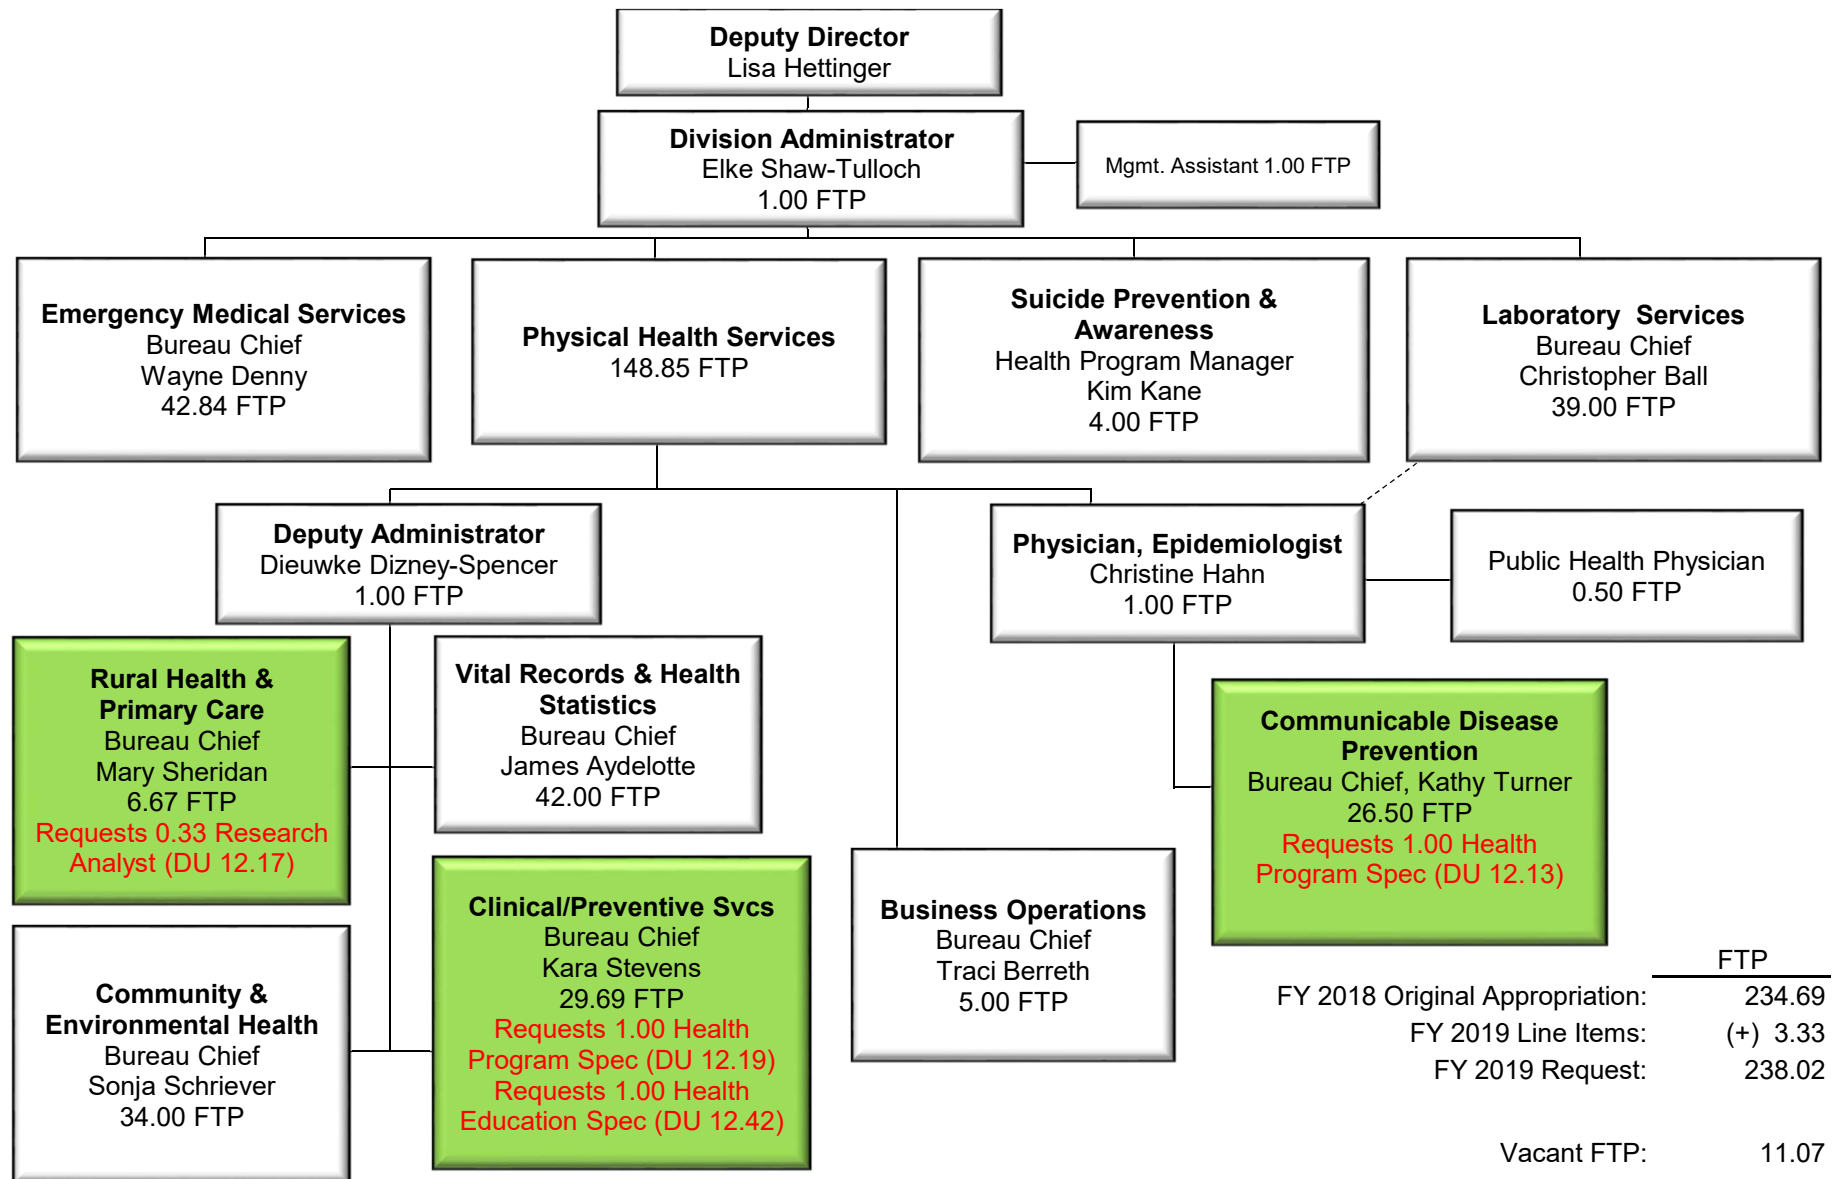 Deputy Director
Lisa Hettinger
Division Administrator
Elke Shaw-Tulloch
1.00 FTP
Mgmt. Assistant 1.00 FTP
Emergency Medical Services
Bureau Chief
Wayne Denny
42.84 FTP
Physical Health Services
148.85 FTP
Suicide Prevention &
Awareness
Health Program Manager
Kim Kane
4.00 FTP
Laboratory  Services
Bureau Chief
Christopher Ball
39.00 FTP
Deputy Administrator
Dieuwke Dizney-Spencer
1.00 FTP
Physician, Epidemiologist
Christine Hahn
1.00 FTP
Public Health Physician
0.50 FTP
Rural Health &
Primary Care
Bureau Chief
Mary Sheridan
6.67 FTP
Requests 0.33 Research
Analyst (DU 12.17)
Vital Records & Health
Statistics
Bureau Chief
James Aydelotte
42.00 FTP
Communicable Disease
Prevention
Bureau Chief, Kathy Turner
26.50 FTP
Requests 1.00 Health
Program Spec (DU 12.13)
Community &
Environmental Health
Bureau Chief
Sonja Schriever
34.00 FTP
Clinical/Preventive Svcs
Bureau Chief
Kara Stevens
29.69 FTP
Requests 1.00 Health
Program Spec (DU 12.19)
Requests 1.00 Health
Education Spec (DU 12.42)
Business Operations
Bureau Chief
Traci Berreth
5.00 FTP
FTP
FY 2018 Original Appropriation: 234.69
FY 2019 Line Items: (+)  3.33
FY 2019 Request: 238.02
Vacant FTP: 11.07